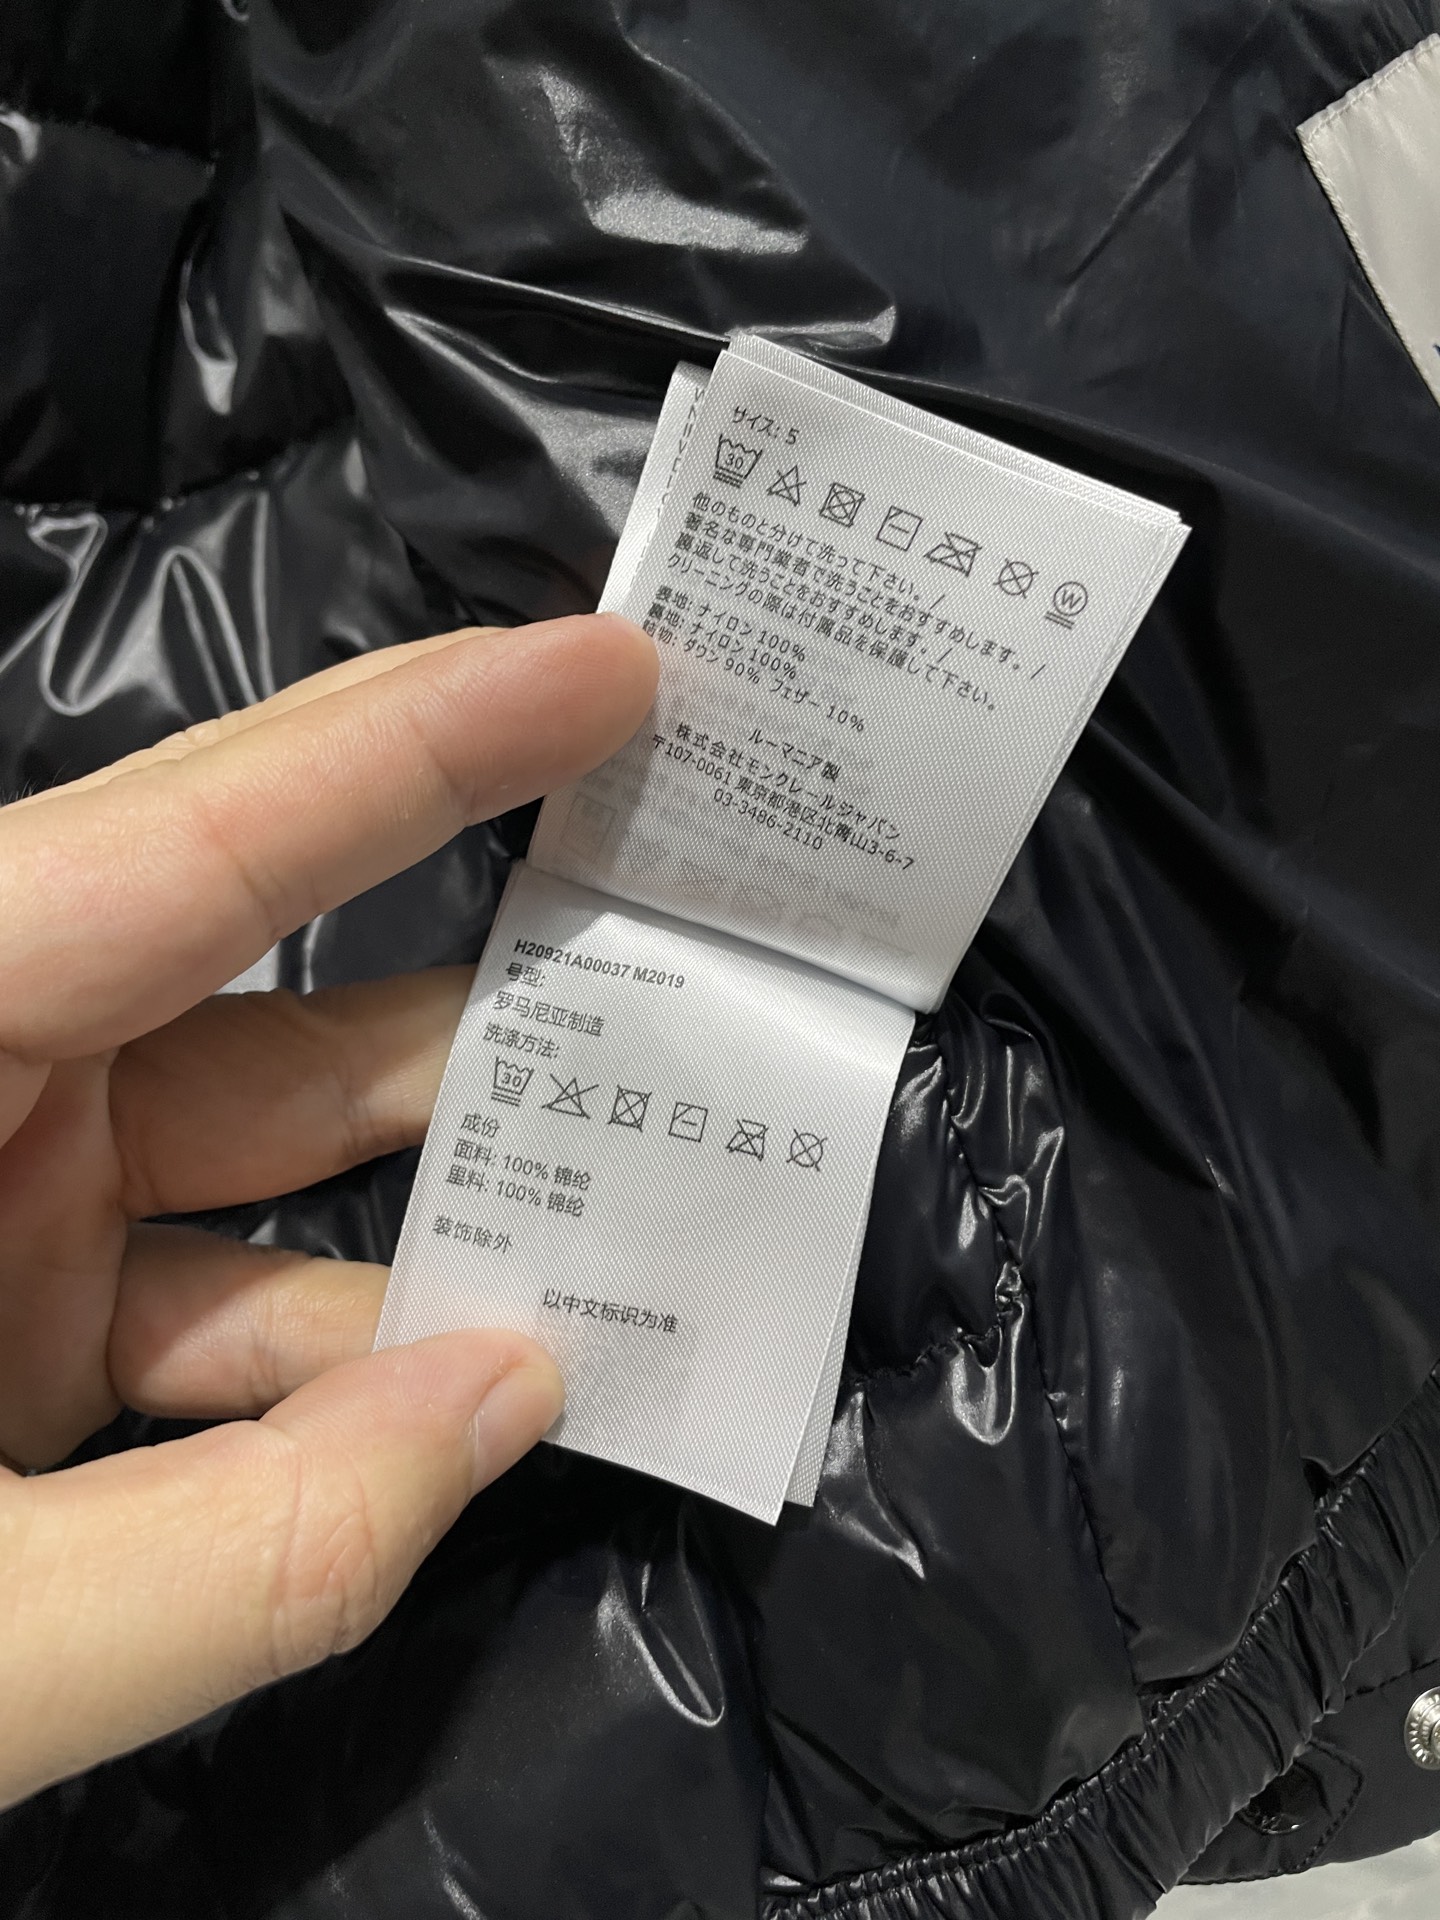 サイズ: 5
30
W
他のものと分けて洗って下さい。/
著名な専門業者で洗うことをおすすめします。/
裏返して洗うことをおすすめします。/
クリーニングの際は付属品を保護して下さい。
表地: ナイロン 100%
裏地: ナイロン 100%
詰物: ダウン 90% フェザー 10%
ルーマニア製
株式会社モンクレールジャパン
〒107-0061 東京都港区北青山3-6-7
03-3486-2110
H20921A00037 M2019
号型:
罗马尼亚制造
洗涤方法:
30
成份
面料: 100% 锦纶
里料: 100% 锦纶
装饰除外
以中文标识为准